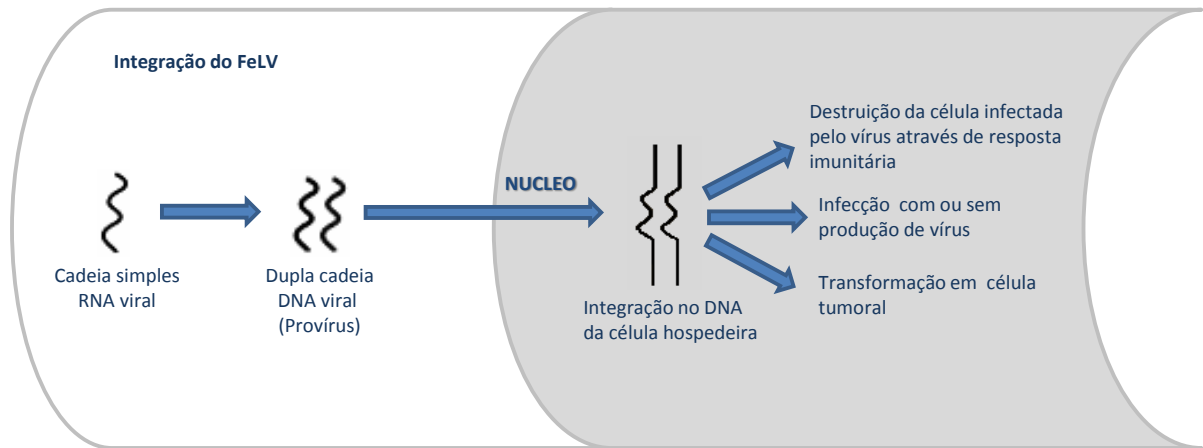 Integração do FeLV
Cadeia simples
RNA viral
Dupla cadeia
DNA viral
(Provírus)
NUCLEO
Integração no DNA
da célula hospedeira
Destruição da célula infectada
pelo vírus através de resposta
imunitária
Infecção com ou sem
produção de vírus
Transformação em célula
tumoral